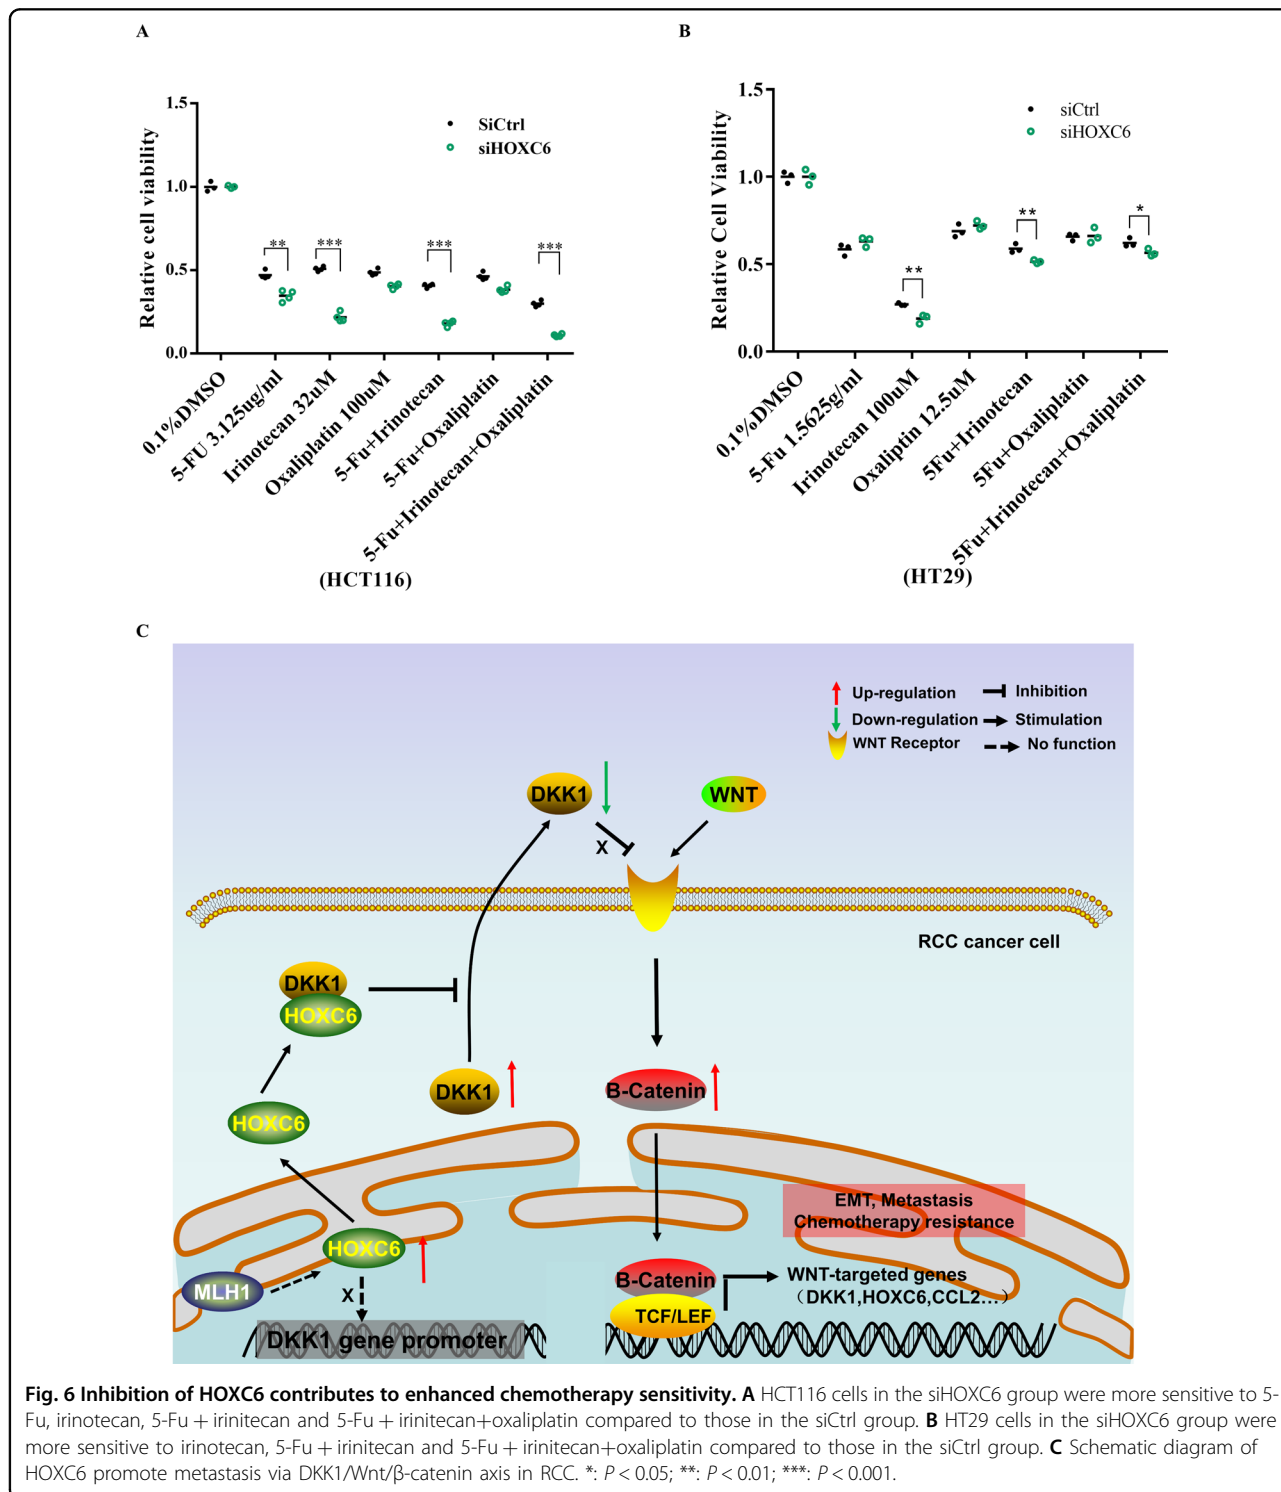 A
1.5
1.0
0.5
0.0
Relative cell viability
SiCtrl
siHOXC6
**
***
***
***
0.1%DMSO
5-FU 3.125ug/ml
Irinotecan 32uM
Oxaliplatin 100uM
5-Fu+Irinotecan
5-Fu+Oxaliplatin
5-Fu+Irinotecan+Oxaliplatin
(HCT116)
B
1.5
1.0
0.5
0.0
Relative Cell Viability
siCtrl
siHOXC6
**
**
*
0.1%DMSO
5-Fu 1.5625g/ml
Irinotecan 100uM
Oxaliptin 12.5uM
5Fu+Irinotecan
5Fu+Oxaliplatin
5Fu+Irinotecan+Oxaliplatin
(HT29)
C
Up-regulation
Inhibition
Down-regulation
Stimulation
WNT Receptor
No function
DKK1
WNT
X
RCC cancer cell
DKK1
HOXC6
DKK1
B-Catenin
HOXC6
EMT, Metastasis
Chemotherapy resistance
HOXC6
MLH1
X
B-Catenin
TCF/LEF
WNT-targeted genes
（DKK1,HOXC6,CCL2...）
DKK1 gene promoter
Fig. 6 Inhibition of HOXC6 contributes to enhanced chemotherapy sensitivity. A HCT116 cells in the siHOXC6 group were more sensitive to 5-
Fu, irinotecan, 5-Fu + irinitecan and 5-Fu + irinitecan+oxaliplatin compared to those in the siCtrl group. B HT29 cells in the siHOXC6 group were
more sensitive to irinotecan, 5-Fu + irinitecan and 5-Fu + irinitecan+oxaliplatin compared to those in the siCtrl group. C Schematic diagram of
HOXC6 promote metastasis via DKK1/Wnt/β-catenin axis in RCC. *: P < 0.05; **: P < 0.01; ***: P < 0.001.